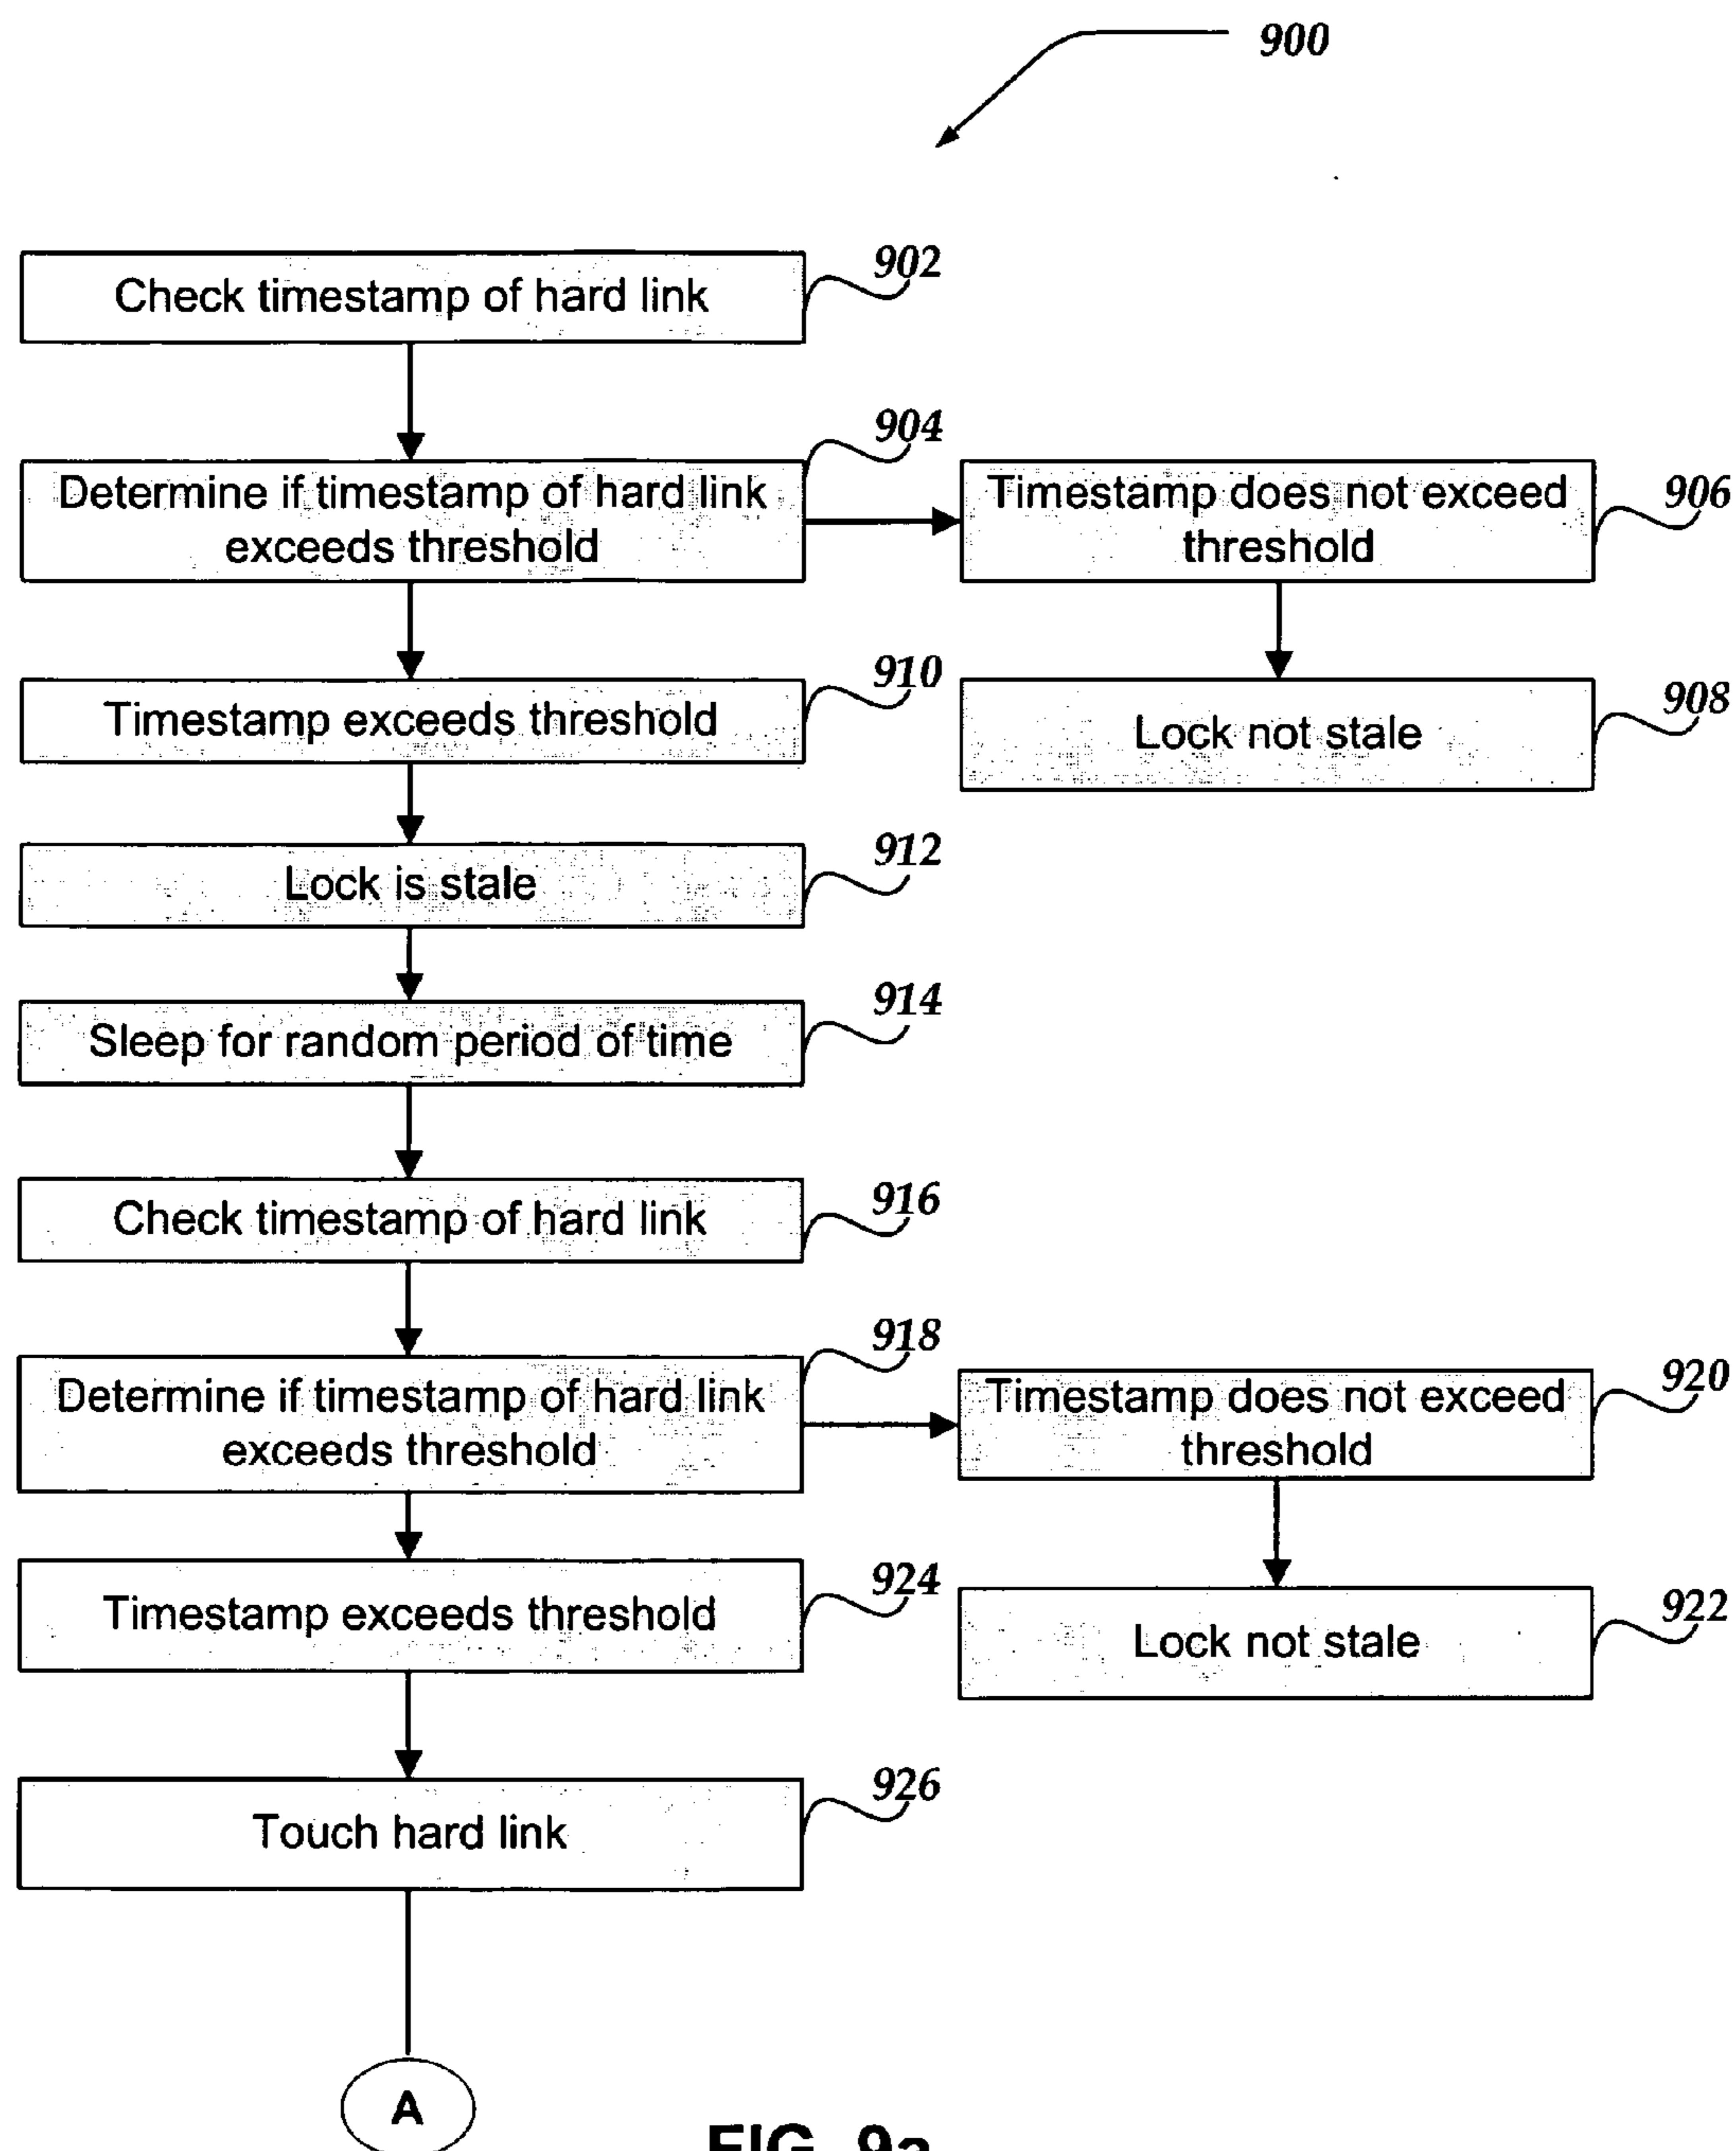 900
Check timestamp of hard link
902
Determine if timestamp of hard link
exceeds threshold
904
Timestamp does not exceed
threshold
906
Timestamp exceeds threshold
910
Lock not stale
908
Lock is stale
912
Sleep for random period of time
914
Check timestamp of hard link
916
Determine if timestamp of hard link
exceeds threshold
918
Timestamp does not exceed
threshold
920
Timestamp exceeds threshold
924
Lock not stale
922
Touch hard link
926
A
FIG. 9a